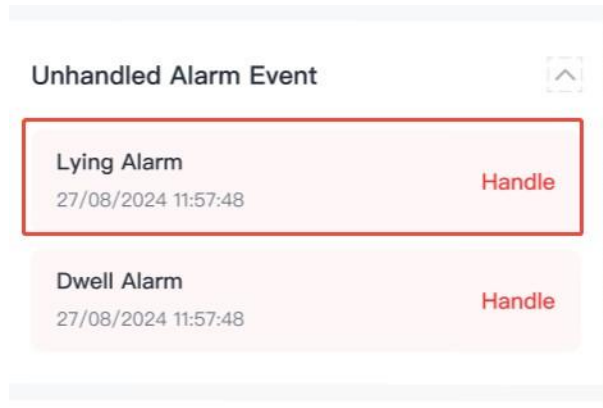 Unhandled Alarm Event
Lying Alarm
27/08/2024 11:57:48
Handle
Dwell Alarm
27/08/2024 11:57:48
Handle